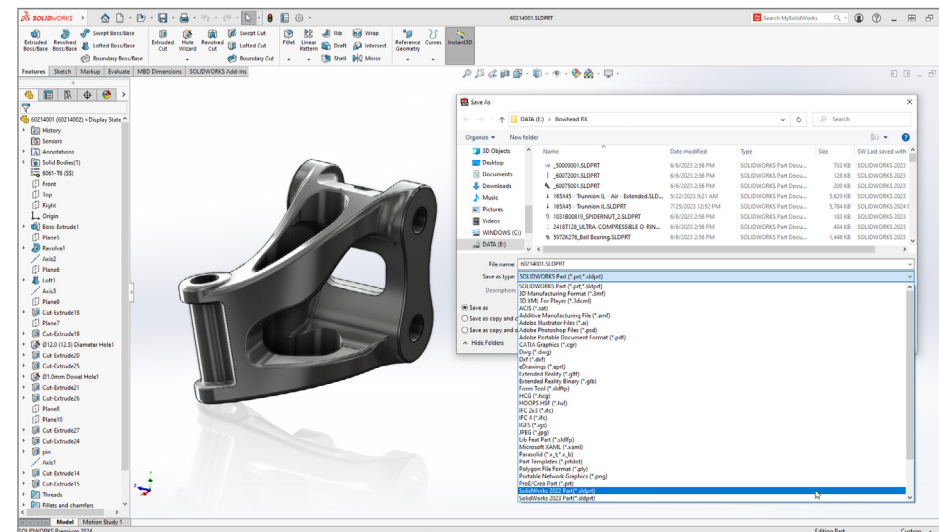 SOLIDWORKS
60214001.SLDPRT
Search MySolidWorks
Extruded Boss/Base
Revolved Boss/Base
Swept Boss/Base
Lofted Boss/Base
Boundary Boss/Base
Extruded Cut
Hole Wizard
Revolved Cut
Swept Cut
Lofted Cut
Boundary Cut
Fillet
Linear Pattern
Rib
Draft
Shell
Wrap
Intersect
Mirror
Reference Geometry
Curves
Instant3D
Features Sketch Markup Evaluate MBD Dimensions SOLIDWORKS Add-Ins
60214001 (60214002) <Display State
History
Sensors
Annotations
Solid Bodies(1)
6061-T6 (SS)
Front
Top
Right
Origin
Boss-Extrude1
Plane5
Revolve1
Axis2
Plane6
Loft1
Axis3
Plane9
Cut-Extrude18
Plane7
Cut-Extrude19
Ø12.0 (12.5) Diameter Hole1
Cut-Extrude20
Cut-Extrude25
Ø1.0mm Dowel Hole1
Cut-Extrude21
Cut-Extrude26
Plane8
Plane10
Cut-Extrude27
Cut-Extrude24
pin
Axis1
Cut-Extrude14
Cut-Extrude15
Threads
Fillets and chamfers
Model Motion Study 1
SOLIDWORKS Premium 2024
Save As
DATA (E:) > Bowhead RX
Search
Organize New folder
3D Objects
Desktop
Documents
Downloads
Music
Pictures
Videos
WINDOWS (C:)
DATA (E:)
Name Date modified Type Size SW Last saved with
_50009001.SLDPRT 6/6/2023 2:56 PM SOLIDWORKS Part Docu... 703 KB SOLIDWORKS 2023
_60072001.SLDPRT 6/6/2023 2:56 PM SOLIDWORKS Part Docu... 128 KB SOLIDWORKS 2023
_60075001.SLDPRT 6/6/2023 2:56 PM SOLIDWORKS Part Docu... 209 KB SOLIDWORKS 2023
165X45 - Trunnion IL - Air - Extended.SLD... 5/22/2023 9:21 AM SOLIDWORKS Part Docu... 5,629 KB SOLIDWORKS 2023
165X45 - Trunnion IL.SLDPRT 7/25/2023 12:52 PM SOLIDWORKS Part Docu... 5,764 KB SOLIDWORKS 2024
1031B00819_SPIDERNUT_2.SLDPRT 6/6/2023 2:56 PM SOLIDWORKS Part Docu... 183 KB SOLIDWORKS 2023
2418T128_ULTRA-COMPRESSIBLE O-RIN... 6/6/2023 2:56 PM SOLIDWORKS Part Docu... 404 KB SOLIDWORKS 2023
5972K276_Ball Bearing.SLDPRT 6/6/2023 2:56 PM SOLIDWORKS Part Docu... 1,446 KB SOLIDWORKS 2023
File name: 60214001.SLDPRT
Save as type: SOLIDWORKS Part (*.prt;*.sldprt)
Description:
Save as
Save as copy and c
Save as copy and o
Hide Folders
SOLIDWORKS Part (*.prt;*.sldprt)
3D Manufacturing Format (*.3mf)
3D XML For Player (*.3dxml)
ACIS (*.sat)
Additive Manufacturing File (*.amf)
Adobe Illustrator Files (*.ai)
Adobe Photoshop Files (*.psd)
Adobe Portable Document Format (*.pdf)
CATIA Graphics (*.cgr)
Dwg (*.dwg)
Dxf (*.dxf)
eDrawings (*.eprt)
Extended Reality (*.gltf)
Extended Reality Binary (*.glb)
Form Tool (*.sldftp)
HCG (*.hcg)
HOOPS HSF (*.hsf)
IFC 2x3 (*.ifc)
IFC 4 (*.ifc)
IGES (*.igs)
JPEG (*.jpg)
Lib Feat Part (*.sldlfp)
Microsoft XAML (*.xaml)
Parasolid (*.x_t;*.x_b)
Part Templates (*.prtdot)
Polygon File Format (*.ply)
Portable Network Graphics (*.png)
ProE/Creo Part (*.prt)
SolidWorks 2022 Part(*.sldprt)
SolidWorks 2023 Part(*.sldprt)
Editing Part Custom